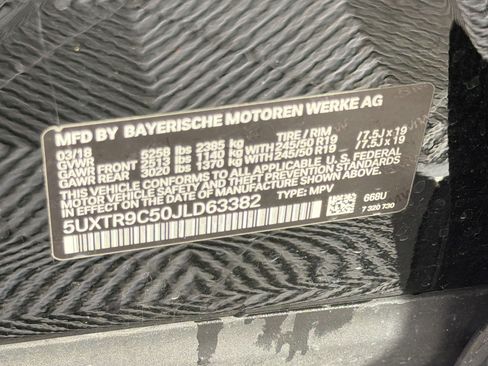 MFD BY BAYERISCHE MOTOREN WERKE AG
03/18 TIRE / RIM
GVWR 5258 lbs 2385 kg
GAWR FRONT 2513 lbs 1140 kg WITH 245/50 R19 /7.5J x 19
GAWR REAR 3020 lbs 1370 kg WITH 245/50 R19 /7.5J x 19
THIS VEHICLE CONFORMS TO ALL APPLICABLE U.S. FEDERAL
MOTOR VEHICLE SAFETY AND THEFT PREVENTION STANDARDS
IN EFFECT ON THE DATE OF MANUFACTURE SHOWN ABOVE.
5UXTR9C50JLD63382 TYPE: MPV
668U
7 320 730